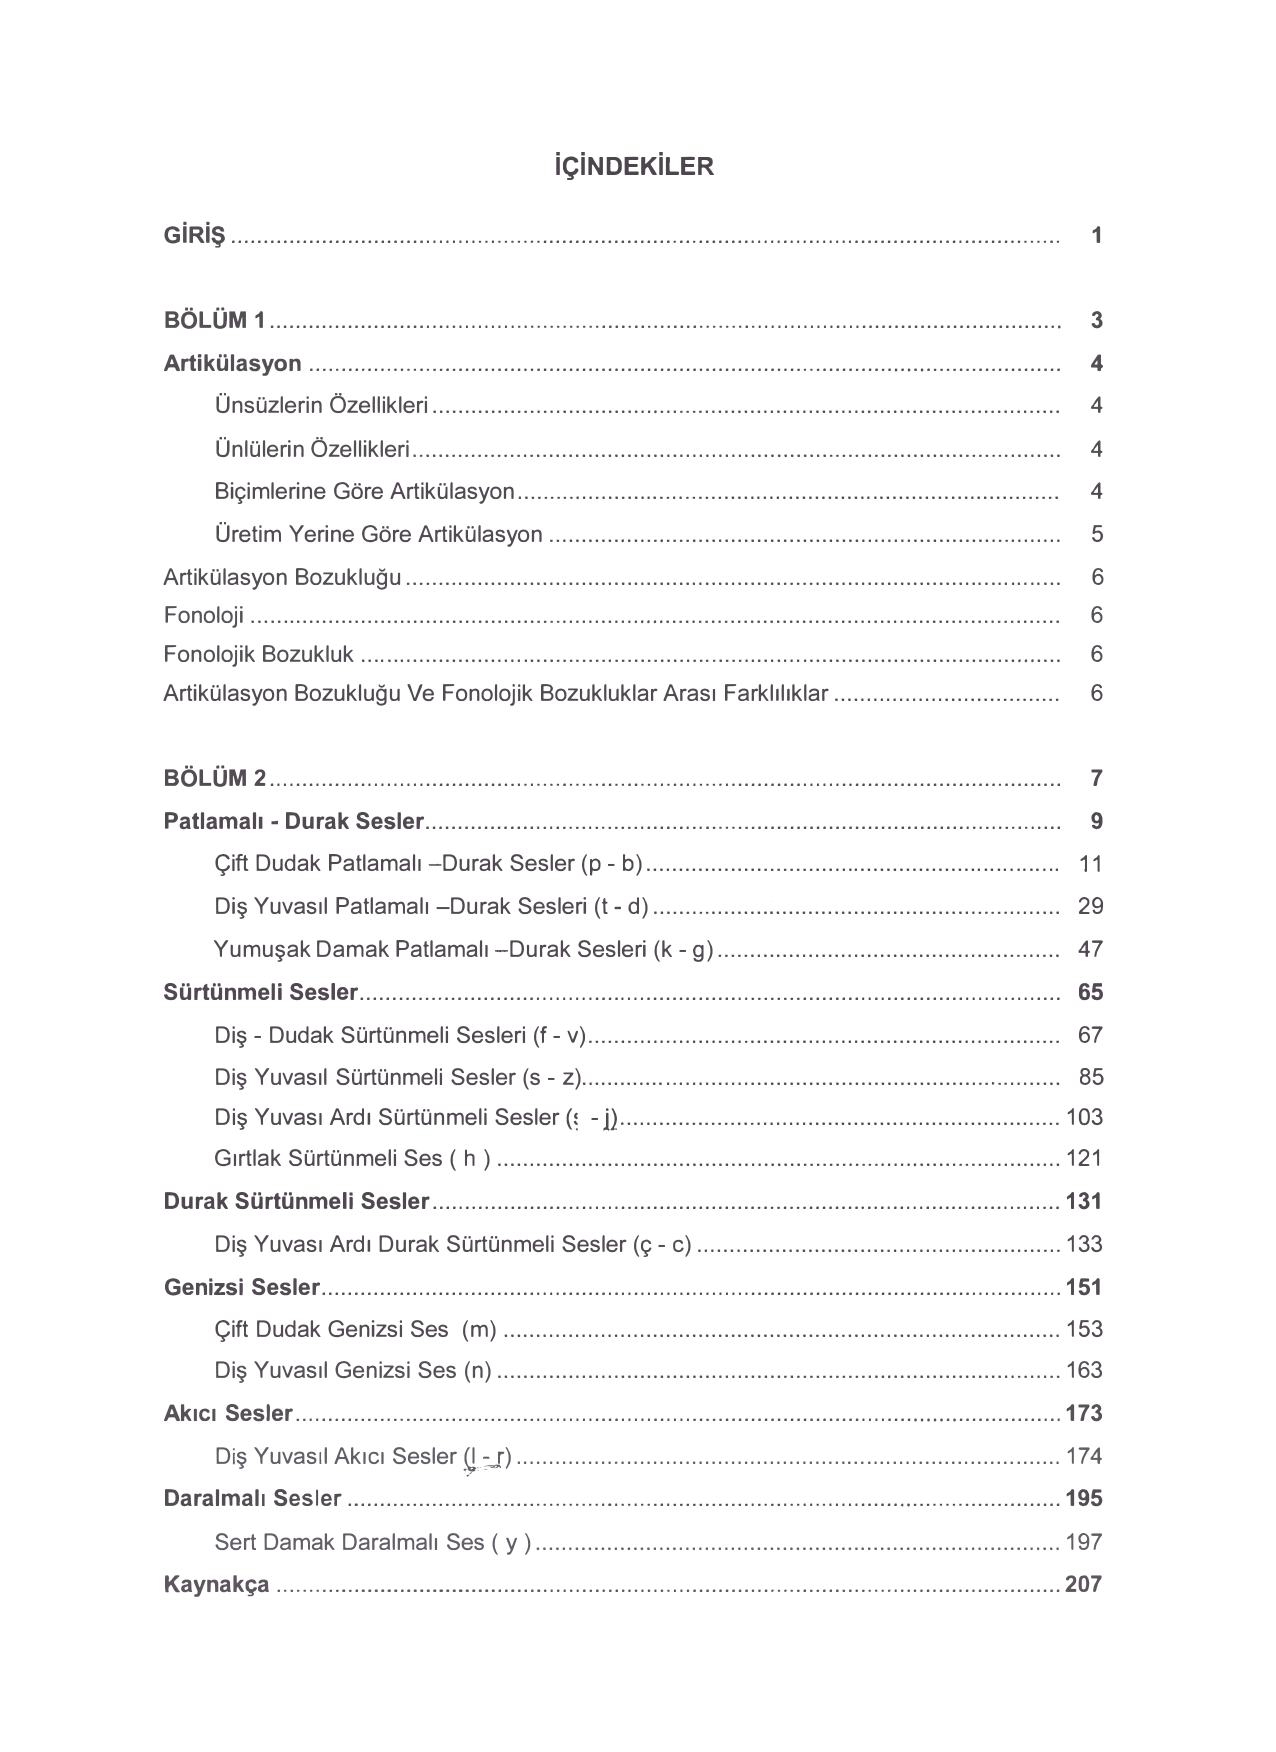 İÇİNDEKİLER
GİRİŞ ........ 1
BÖLÜM 1 ........ 3
Artikülasyon ........ 4
Ünsüzlerin Özellikleri ........ 4
Ünlülerin Özellikleri ........ 4
Biçimlerine Göre Artikülasyon ........ 4
Üretim Yerine Göre Artikülasyon ........ 5
Artikülasyon Bozukluğu ........ 6
Fonoloji ........ 6
Fonolojik Bozukluk ........ 6
Artikülasyon Bozukluğu Ve Fonolojik Bozukluklar Arası Farklılıklar ........ 6
BÖLÜM 2 ........ 7
Patlamalı - Durak Sesler ........ 9
Çift Dudak Patlamalı –Durak Sesler (p - b) ........ 11
Diş Yuvasıl Patlamalı –Durak Sesleri (t - d) ........ 29
Yumuşak Damak Patlamalı –Durak Sesleri (k - g) ........ 47
Sürtünmeli Sesler ........ 65
Diş - Dudak Sürtünmeli Sesleri (f - v) ........ 67
Diş Yuvasıl Sürtünmeli Sesler (s - z) ........ 85
Diş Yuvası Ardı Sürtünmeli Sesler (ş - j) ........ 103
Gırtlak Sürtünmeli Ses ( h ) ........ 121
Durak Sürtünmeli Sesler ........ 131
Diş Yuvası Ardı Durak Sürtünmeli Sesler (ç - c) ........ 133
Genizsi Sesler ........ 151
Çift Dudak Genizsi Ses (m) ........ 153
Diş Yuvasıl Genizsi Ses (n) ........ 163
Akıcı Sesler ........ 173
Diş Yuvasıl Akıcı Sesler (l - r) ........ 174
Daralmalı Sesler ........ 195
Sert Damak Daralmalı Ses ( y ) ........ 197
Kaynakça ........ 207